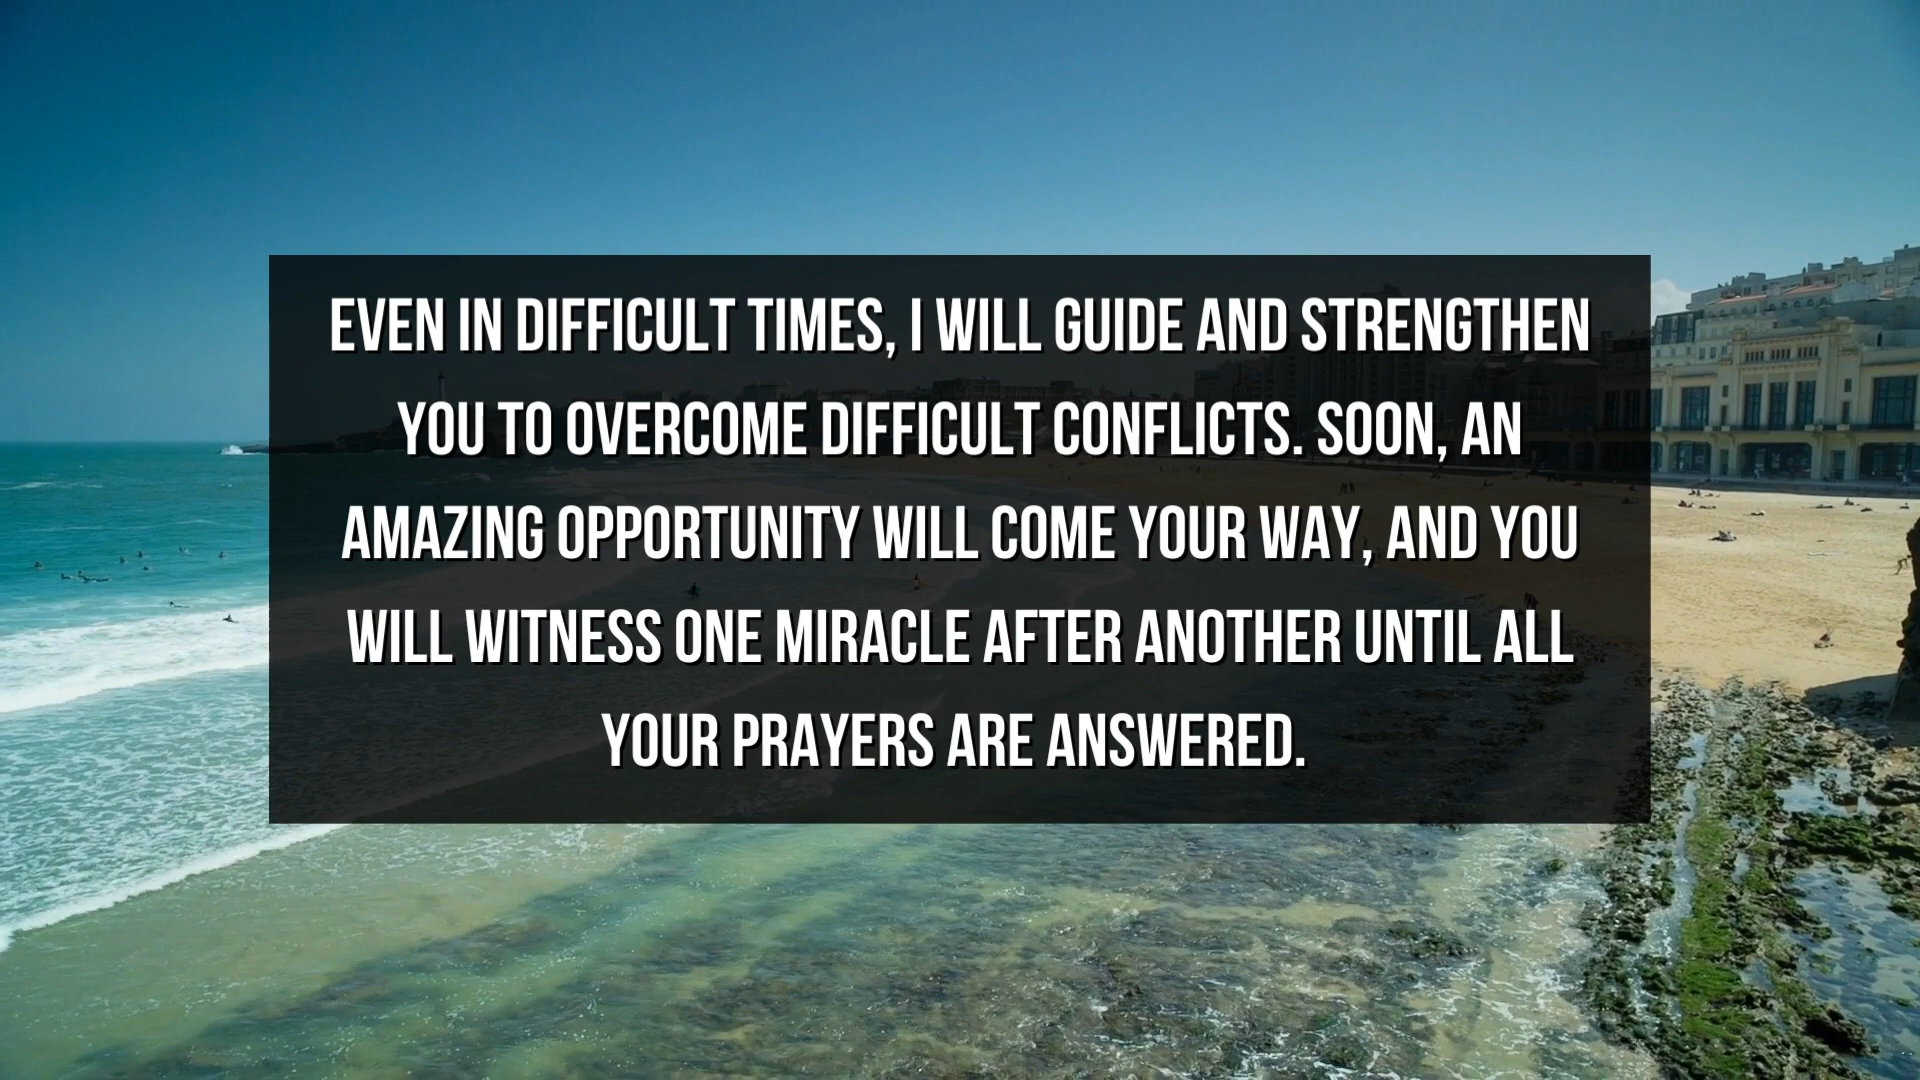 EVEN IN DIFFICULT TIMES, I WILL GUIDE AND STRENGTHEN
YOU TO OVERCOME DIFFICULT CONFLICTS. SOON, AN
AMAZING OPPORTUNITY WILL COME YOUR WAY, AND YOU
WILL WITNESS ONE MIRACLE AFTER ANOTHER UNTIL ALL
YOUR PRAYERS ARE ANSWERED.